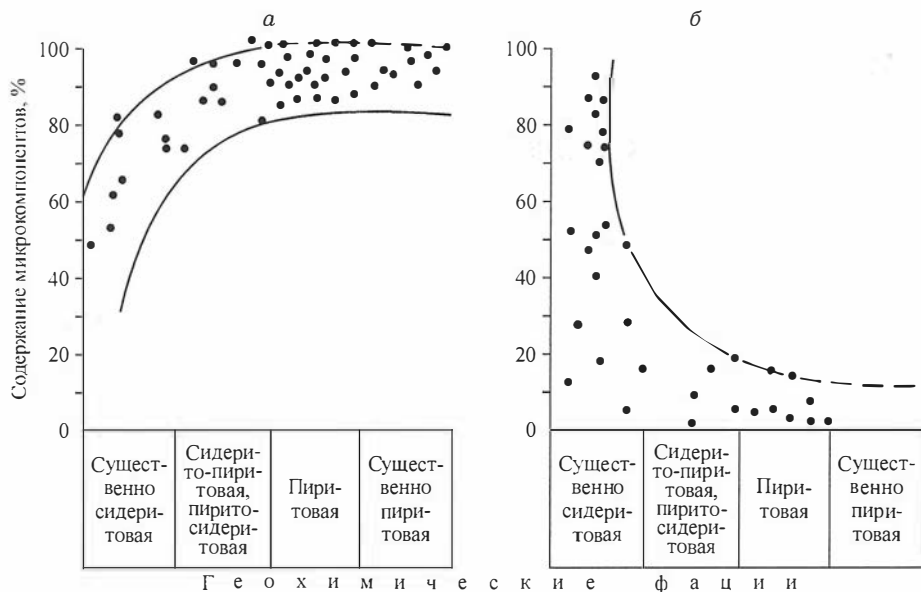 а
б
Содержание микрокомпонентов, %
100
80
60
40
20
0
100
80
60
40
20
0
Сущест-
венно
сидери-
товая
Сидери-
то-пири-
товая,
пирито-
сидери-
товая
Пири-
товая
Сущест-
венно
пири-
товая
Сущест-
венно
сидери-
товая
Сидери-
то-пири-
товая,
пирито-
сидери-
товая
Пири-
товая
Сущест-
венно
пири-
товая
Геохимические фации